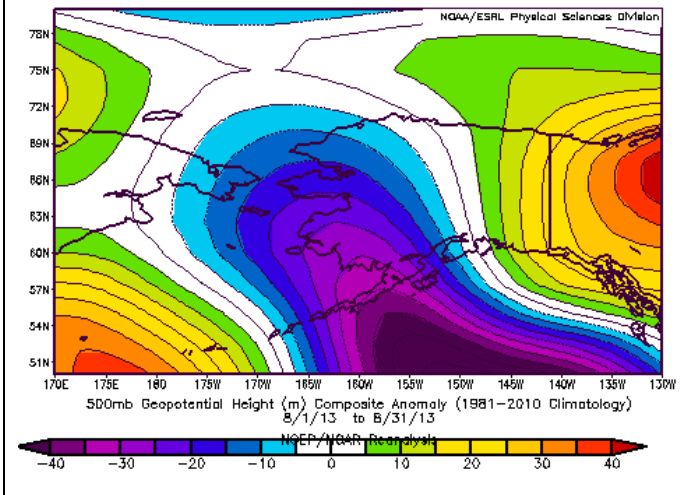 NOAA/ESRL Physical Sciences Division
78N
75N
72N
69N
66N
63N
60N
57N
54N
51N
170E 175E 180 175W 170W 165W 160W 155W 150W 145W 140W 135W 130W
500mb Geopotential Height (m) Composite Anomaly (1981-2010 Climatology)
8/1/13 to 8/31/13
NCEP/NCAR Reanalysis
-40 -30 -20 -10 0 10 20 30 40